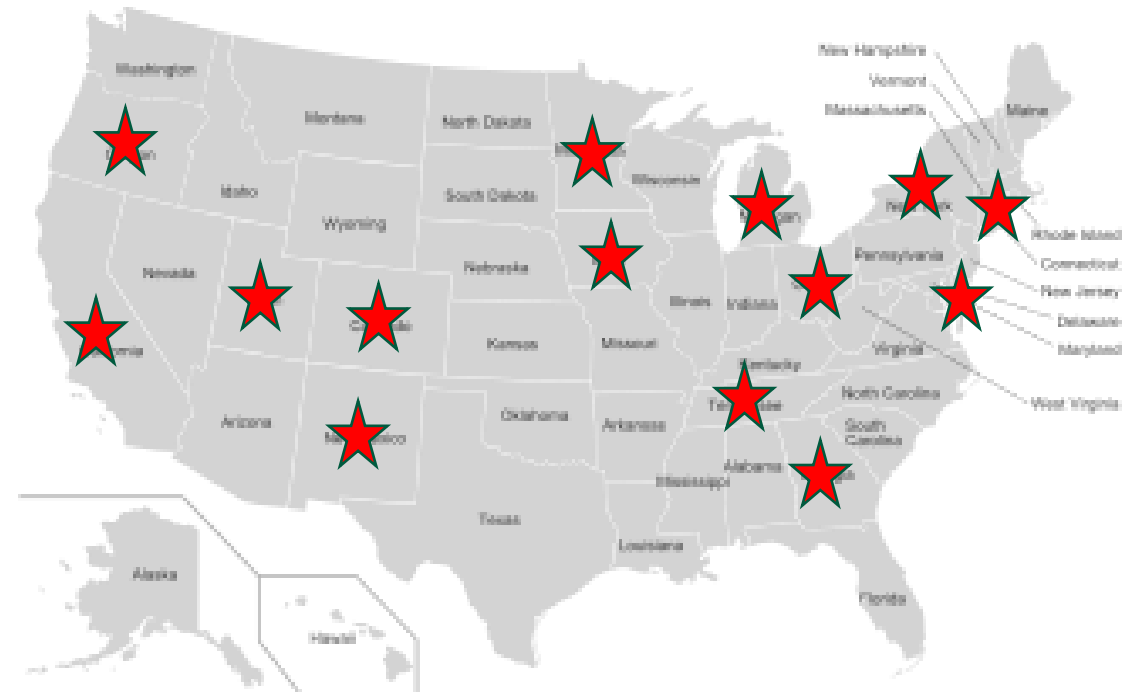 New Hampshire
Vermont
Massachusetts
Washington
Montana
North Dakota
Maine
Idaho
South Dakota
Wisconsin
Wyoming
Rhode Island
Connecticut
Nevada
Nebraska
Pennsylvania
New Jersey
Illinois
Indiana
Delaware
Kansas
Missouri
Virginia
Maryland
Kentucky
West Virginia
Arizona
Oklahoma
Arkansas
North Carolina
South
Carolina
Alabama
Mississippi
Texas
Louisiana
Alaska
Florida
Hawaii